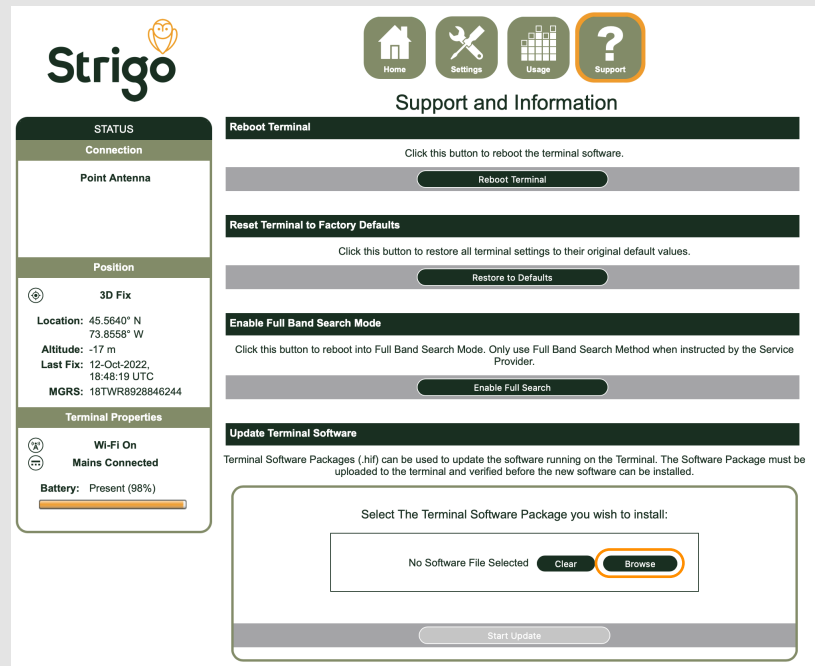 Strigo
Home
Settings
Usage
Support
Support and Information
STATUS
Connection
Point Antenna
Position
3D Fix
Location: 45.5640° N
73.8558° W
Altitude: -17 m
Last Fix: 12-Oct-2022,
18:48:19 UTC
MGRS: 18TWR8928846244
Terminal Properties
Wi-Fi On
Mains Connected
Battery: Present (98%)
Reboot Terminal
Click this button to reboot the terminal software.
Reboot Terminal
Reset Terminal to Factory Defaults
Click this button to restore all terminal settings to their original default values.
Restore to Defaults
Enable Full Band Search Mode
Click this button to reboot into Full Band Search Mode. Only use Full Band Search Method when instructed by the Service
Provider.
Enable Full Search
Update Terminal Software
Terminal Software Packages (.hif) can be used to update the software running on the Terminal. The Software Package must be
uploaded to the terminal and verified before the new software can be installed.
Select The Terminal Software Package you wish to install:
No Software File Selected Clear Browse
Start Update